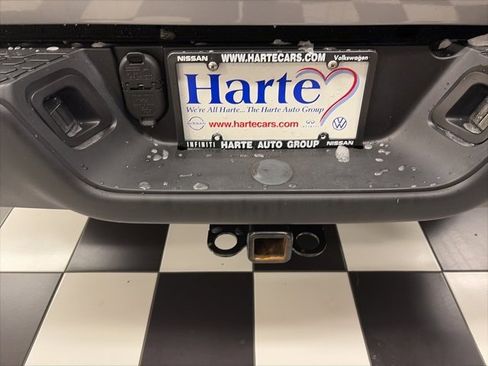 NISSAN WWW.HARTECARS.COM Volkswagen
Harte
We're All Harte... The Harte Auto Group
www.hartecars.com
INFINITI HARTE AUTO GROUP NISSAN